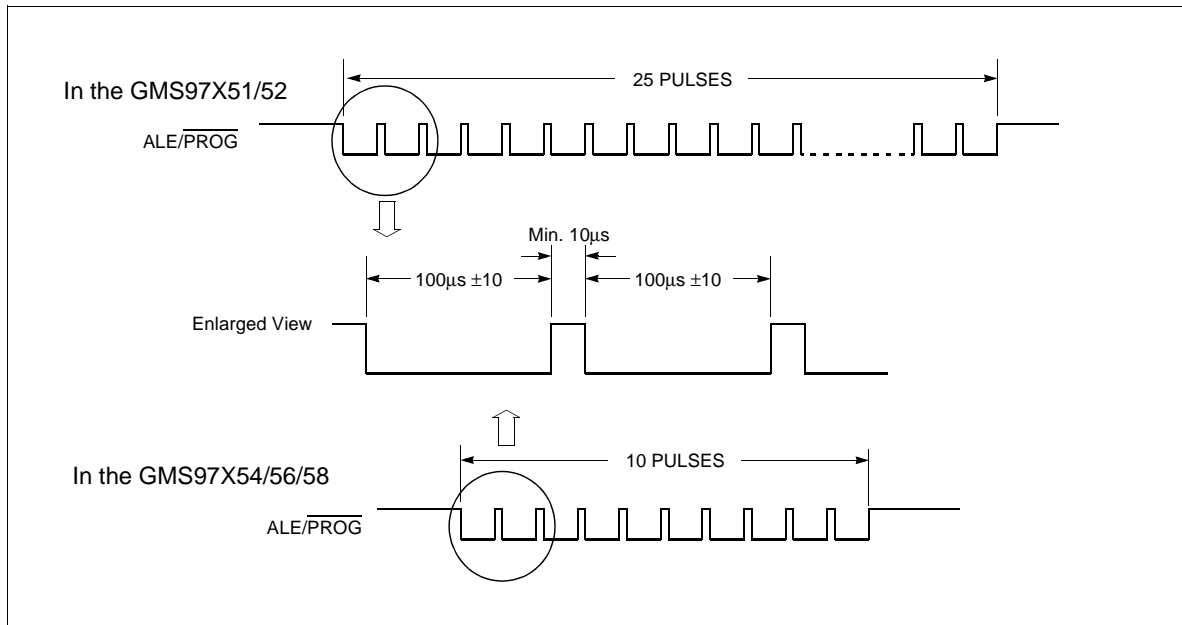 25 PULSES
In the GMS97X51/52
ALE/PROG
Min. 10μs
100μs ±10
100μs ±10
Enlarged View
10 PULSES
In the GMS97X54/56/58
ALE/PROG